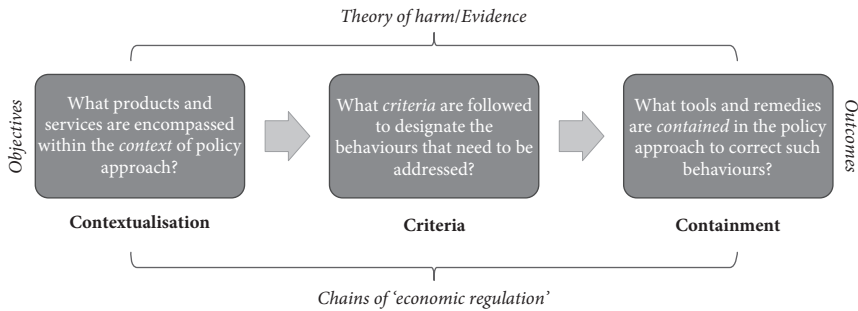 Theory of harm/Evidence
Objectives
What products and
services are encompassed
within the context of policy
approach?
What criteria are followed
to designate the
behaviours that need to be
addressed?
What tools and remedies
are contained in the policy
approach to correct such
behaviours?
Outcomes
Contextualisation
Criteria
Containment
Chains of ‘economic regulation’